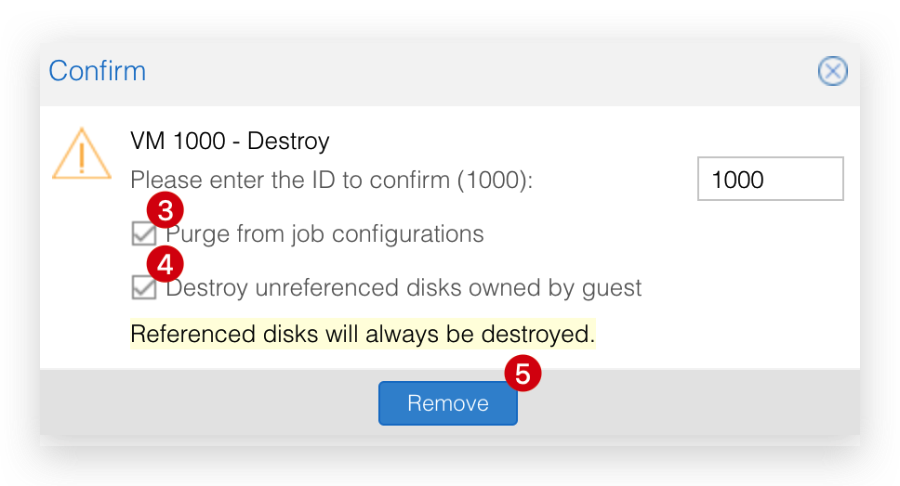 Confirm
VM 1000 - Destroy
Please enter the ID to confirm (1000): 1000
3
Purge from job configurations
4
Destroy unreferenced disks owned by guest
Referenced disks will always be destroyed.
5
Remove